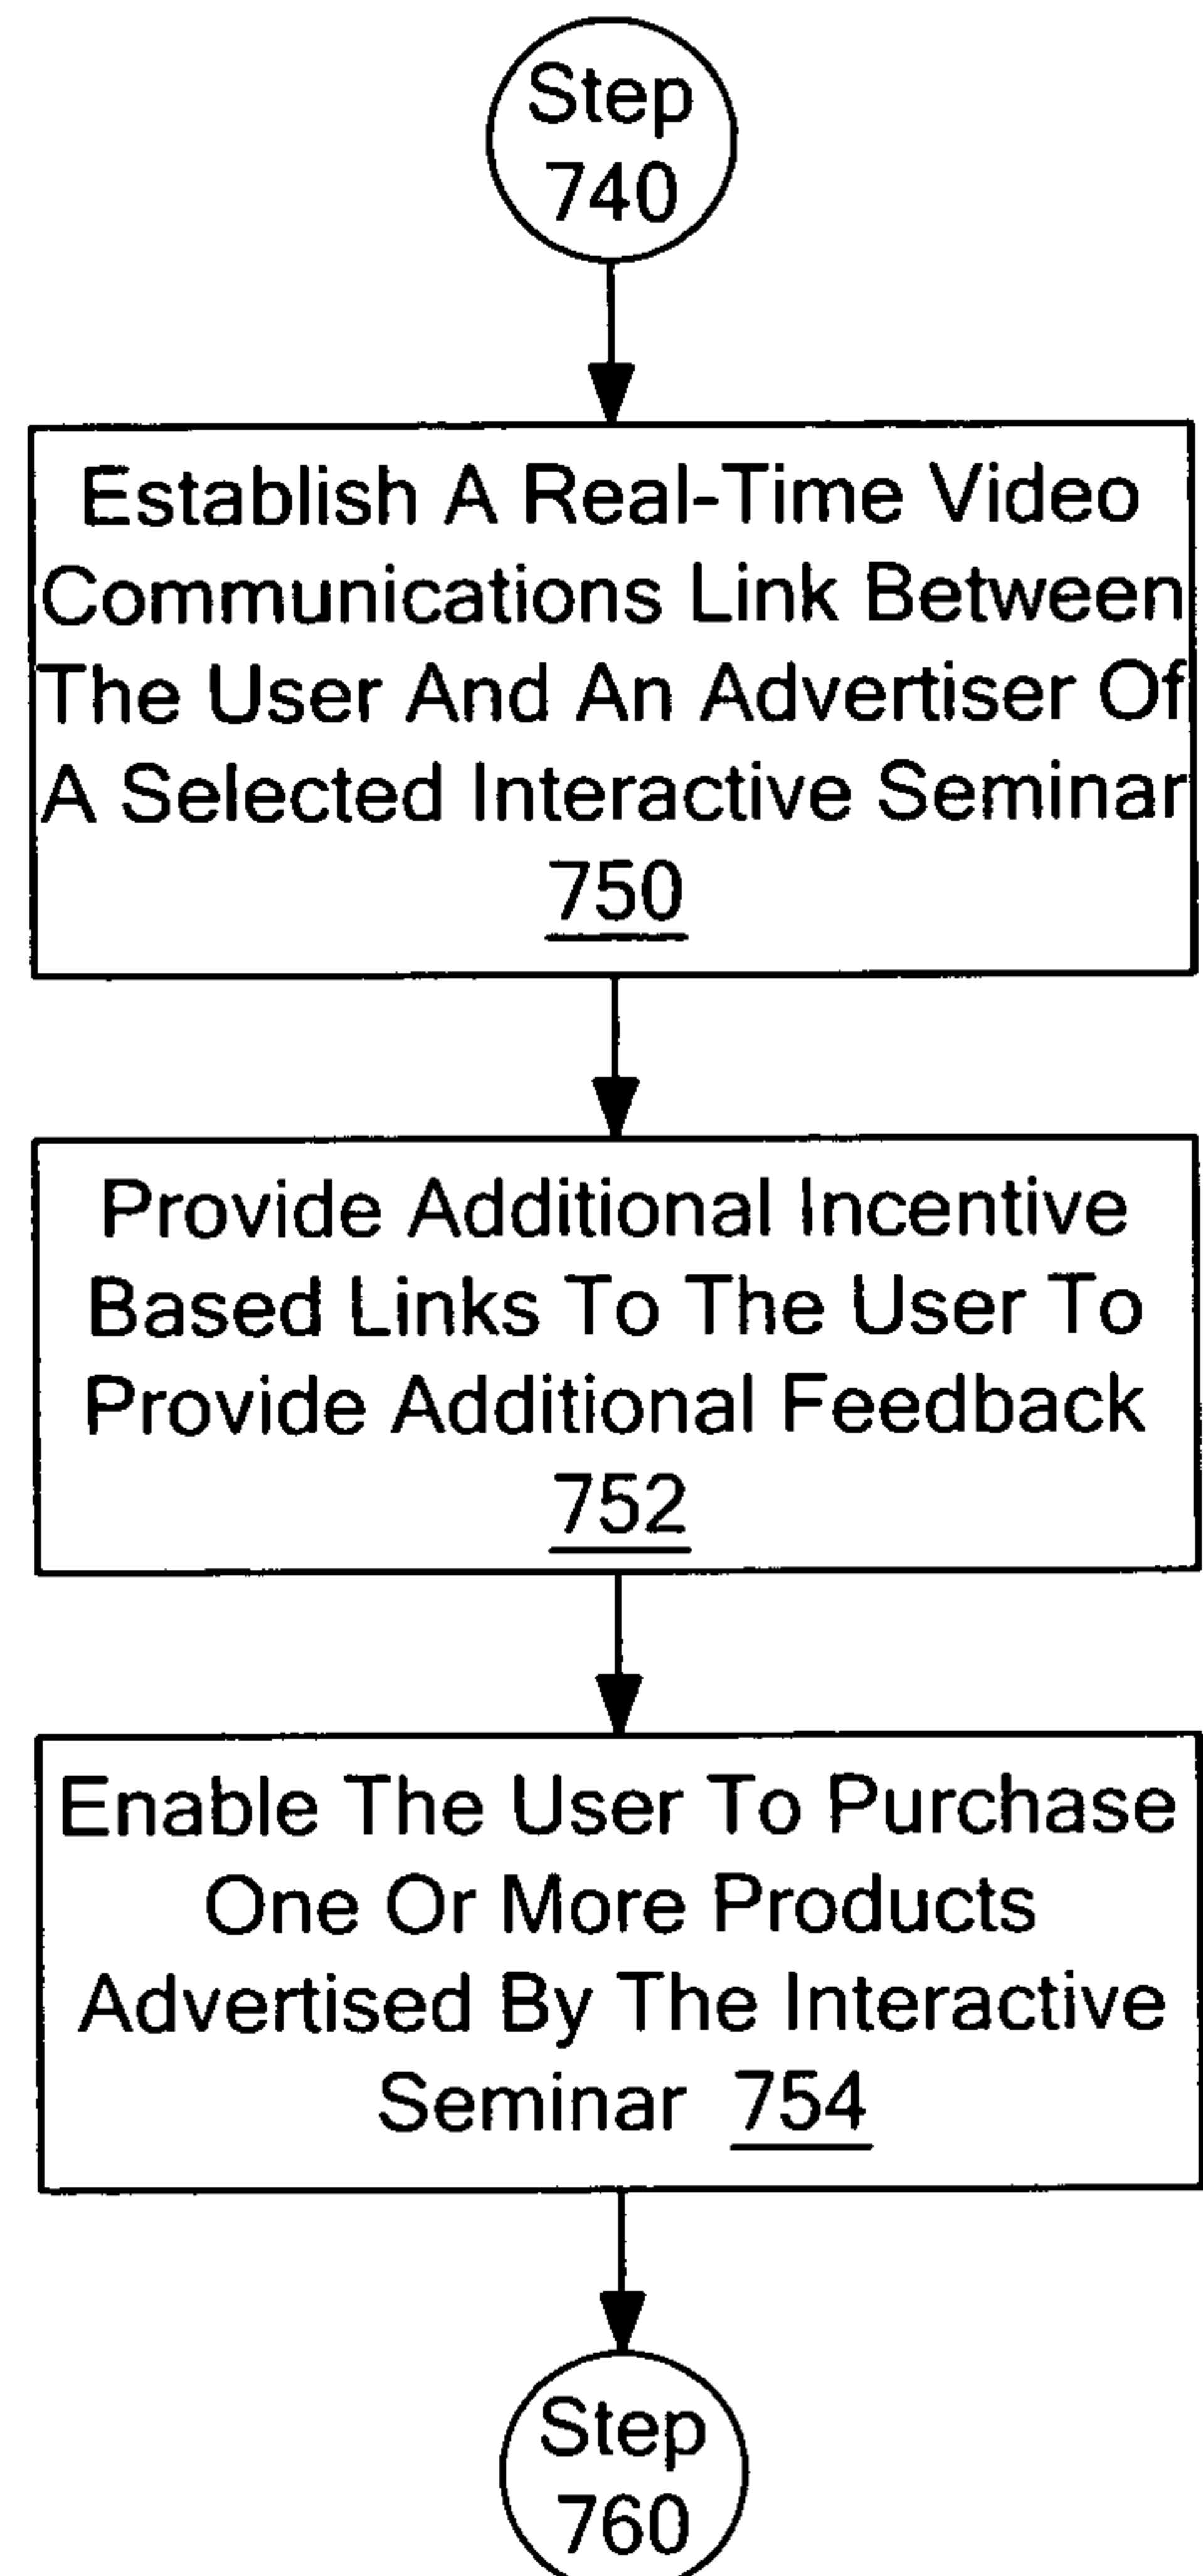 Step
740
Establish A Real-Time Video
Communications Link Between
The User And An Advertiser Of
A Selected Interactive Seminar
750
Provide Additional Incentive
Based Links To The User To
Provide Additional Feedback
752
Enable The User To Purchase
One Or More Products
Advertised By The Interactive
Seminar 754
Step
760